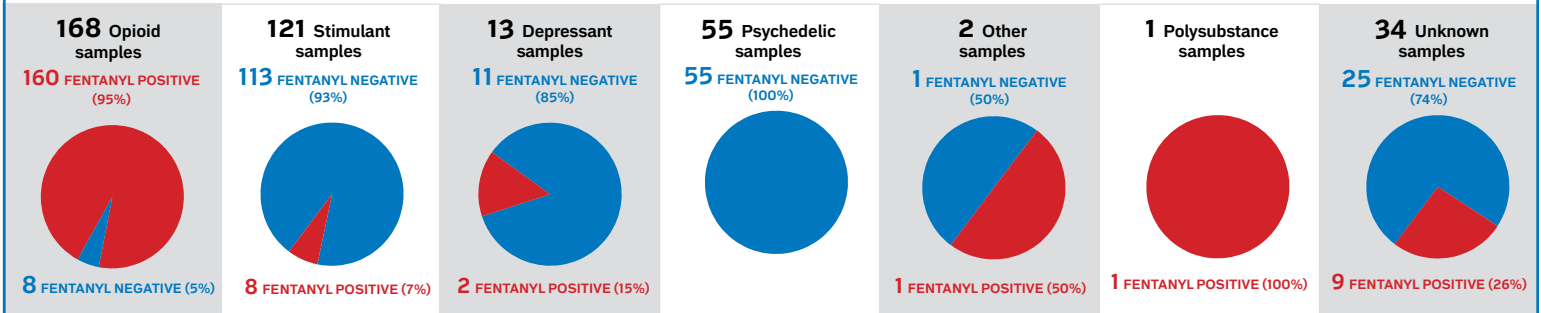 168 Opioid
samples
160 FENTANYL POSITIVE
(95%)
8 FENTANYL NEGATIVE (5%)
121 Stimulant
samples
113 FENTANYL NEGATIVE
(93%)
8 FENTANYL POSITIVE (7%)
13 Depressant
samples
11 FENTANYL NEGATIVE
(85%)
2 FENTANYL POSITIVE (15%)
55 Psychedelic
samples
55 FENTANYL NEGATIVE
(100%)
2 Other
samples
1 FENTANYL NEGATIVE
(50%)
1 FENTANYL POSITIVE (50%)
1 Polysubstance
samples
1 FENTANYL POSITIVE (100%)
34 Unknown
samples
25 FENTANYL NEGATIVE
(74%)
9 FENTANYL POSITIVE (26%)